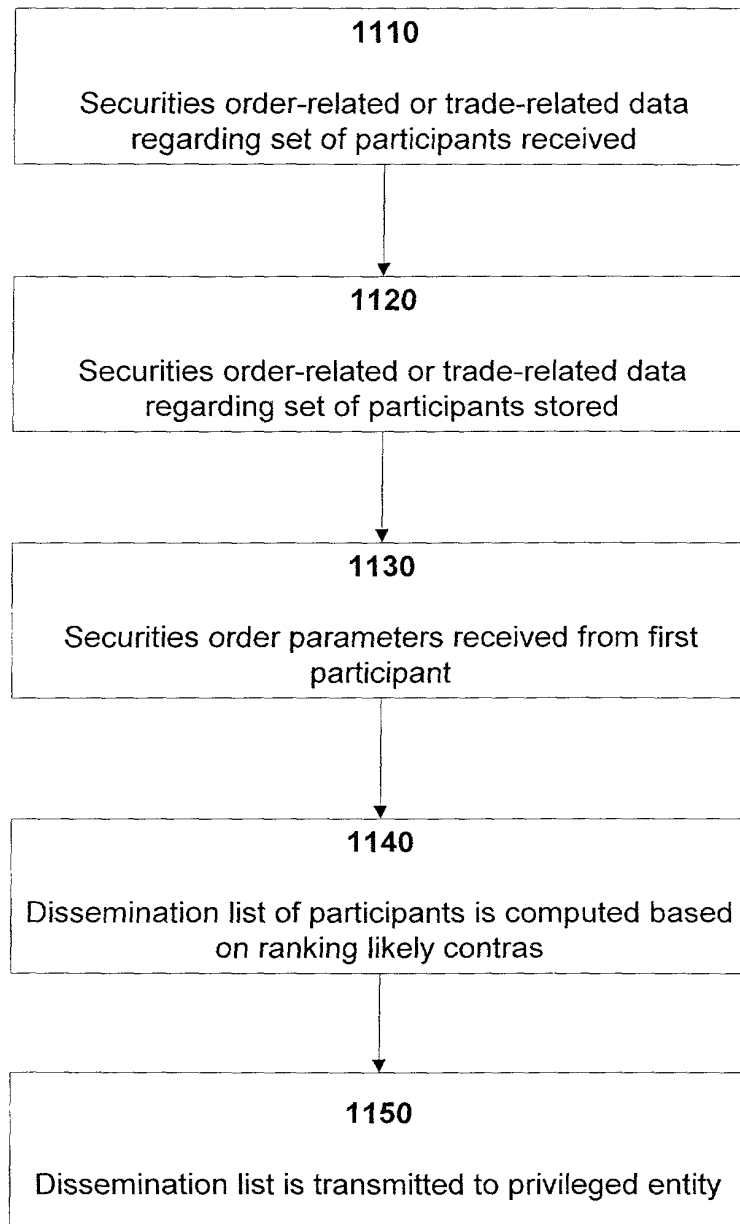 1110
Securities order-related or trade-related data
regarding set of participants received
1120
Securities order-related or trade-related data
regarding set of participants stored
1130
Securities order parameters received from first
participant
1140
Dissemination list of participants is computed based
on ranking likely contras
1150
Dissemination list is transmitted to privileged entity